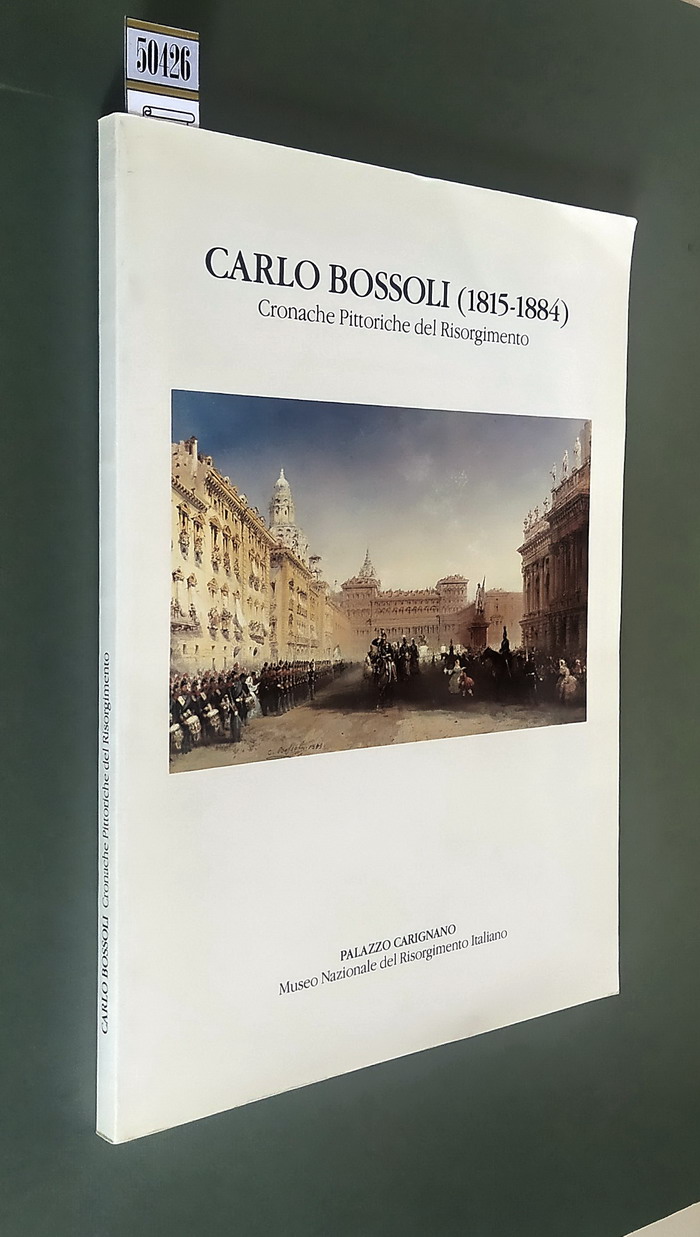 50426
CARLO BOSSOLI (1815-1884)
Cronache Pittoriche del Risorgimento
PALAZZO CARIGNANO
Museo Nazionale del Risorgimento Italiano
CARLO BOSSOLI Cronache Pittoriche del Risorgimento